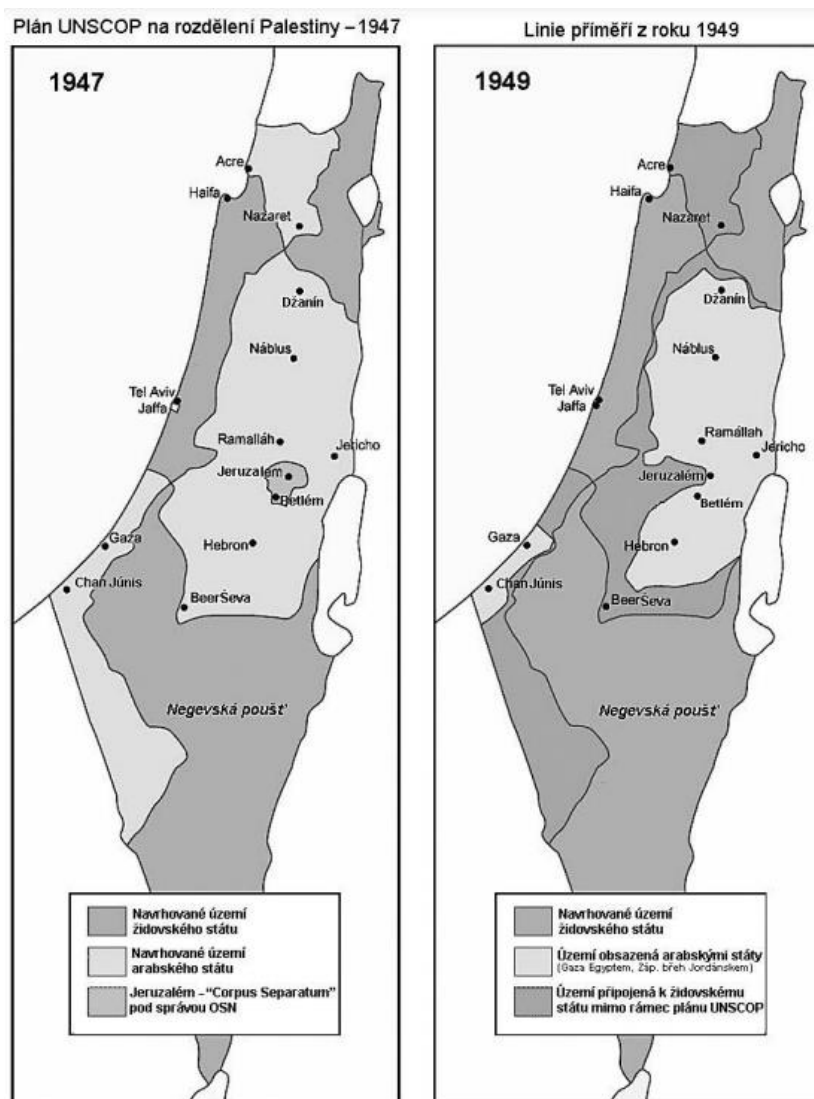 Plán UNSCOP na rozdělení Palestiny – 1947
1947
Acre
Haifa
Nazaret
Džanín
Náblus
Tel Aviv
Jaffa
Ramalláh
Jericho
Jeruzalém
Betlém
Gaza
Hebron
Chan Júnis
BeerŠeva
Negevská poušť
Navrhované území
židovského státu
Navrhované území
arabského státu
Jeruzalém – “Corpus Separatum”
pod správou OSN
Linie příměří z roku 1949
1949
Acre
Haifa
Nazaret
Džanín
Náblus
Tel Aviv
Jaffa
Ramállah
Jericho
Jeruzalém
Betlém
Gaza
Hebron
Chan Júnis
BeerŠeva
Negevská poušť
Navrhované území
židovského státu
Území obsazená arabskými státy
(Gaza Egyptem, Záp. břeh Jordánskem)
Území připojená k židovskému
státu mimo rámec plánu UNSCOP